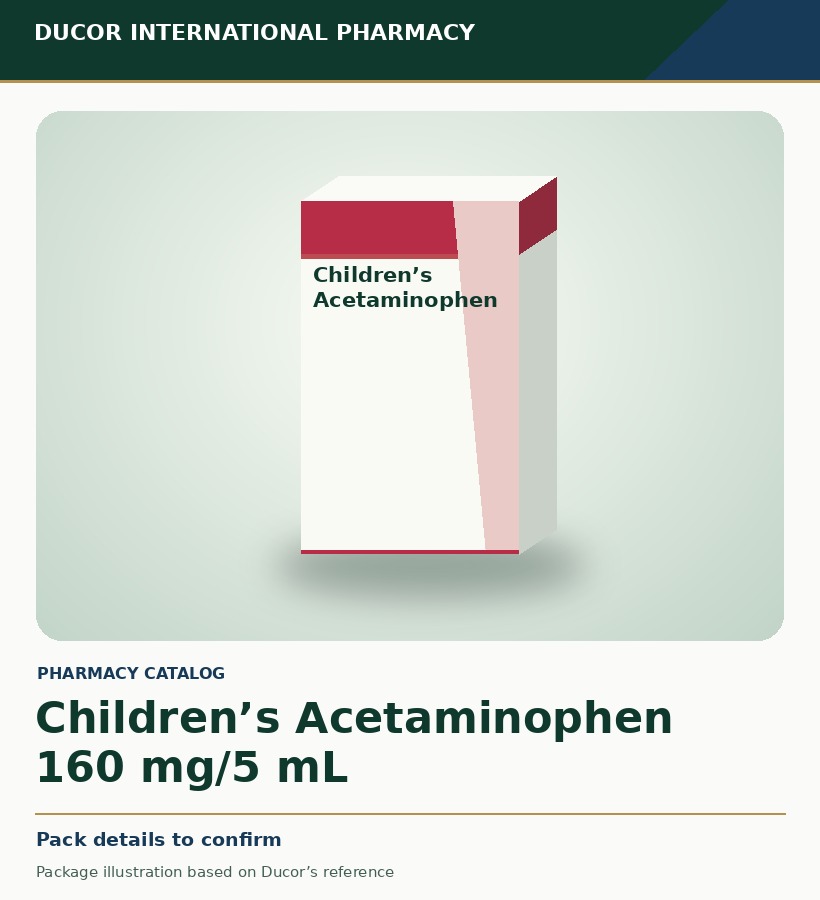 DUCOR INTERNATIONAL PHARMACY
Children’s
Acetaminophen
PHARMACY CATALOG
Children’s Acetaminophen
160 mg/5 mL
Pack details to confirm
Package illustration based on Ducor’s reference